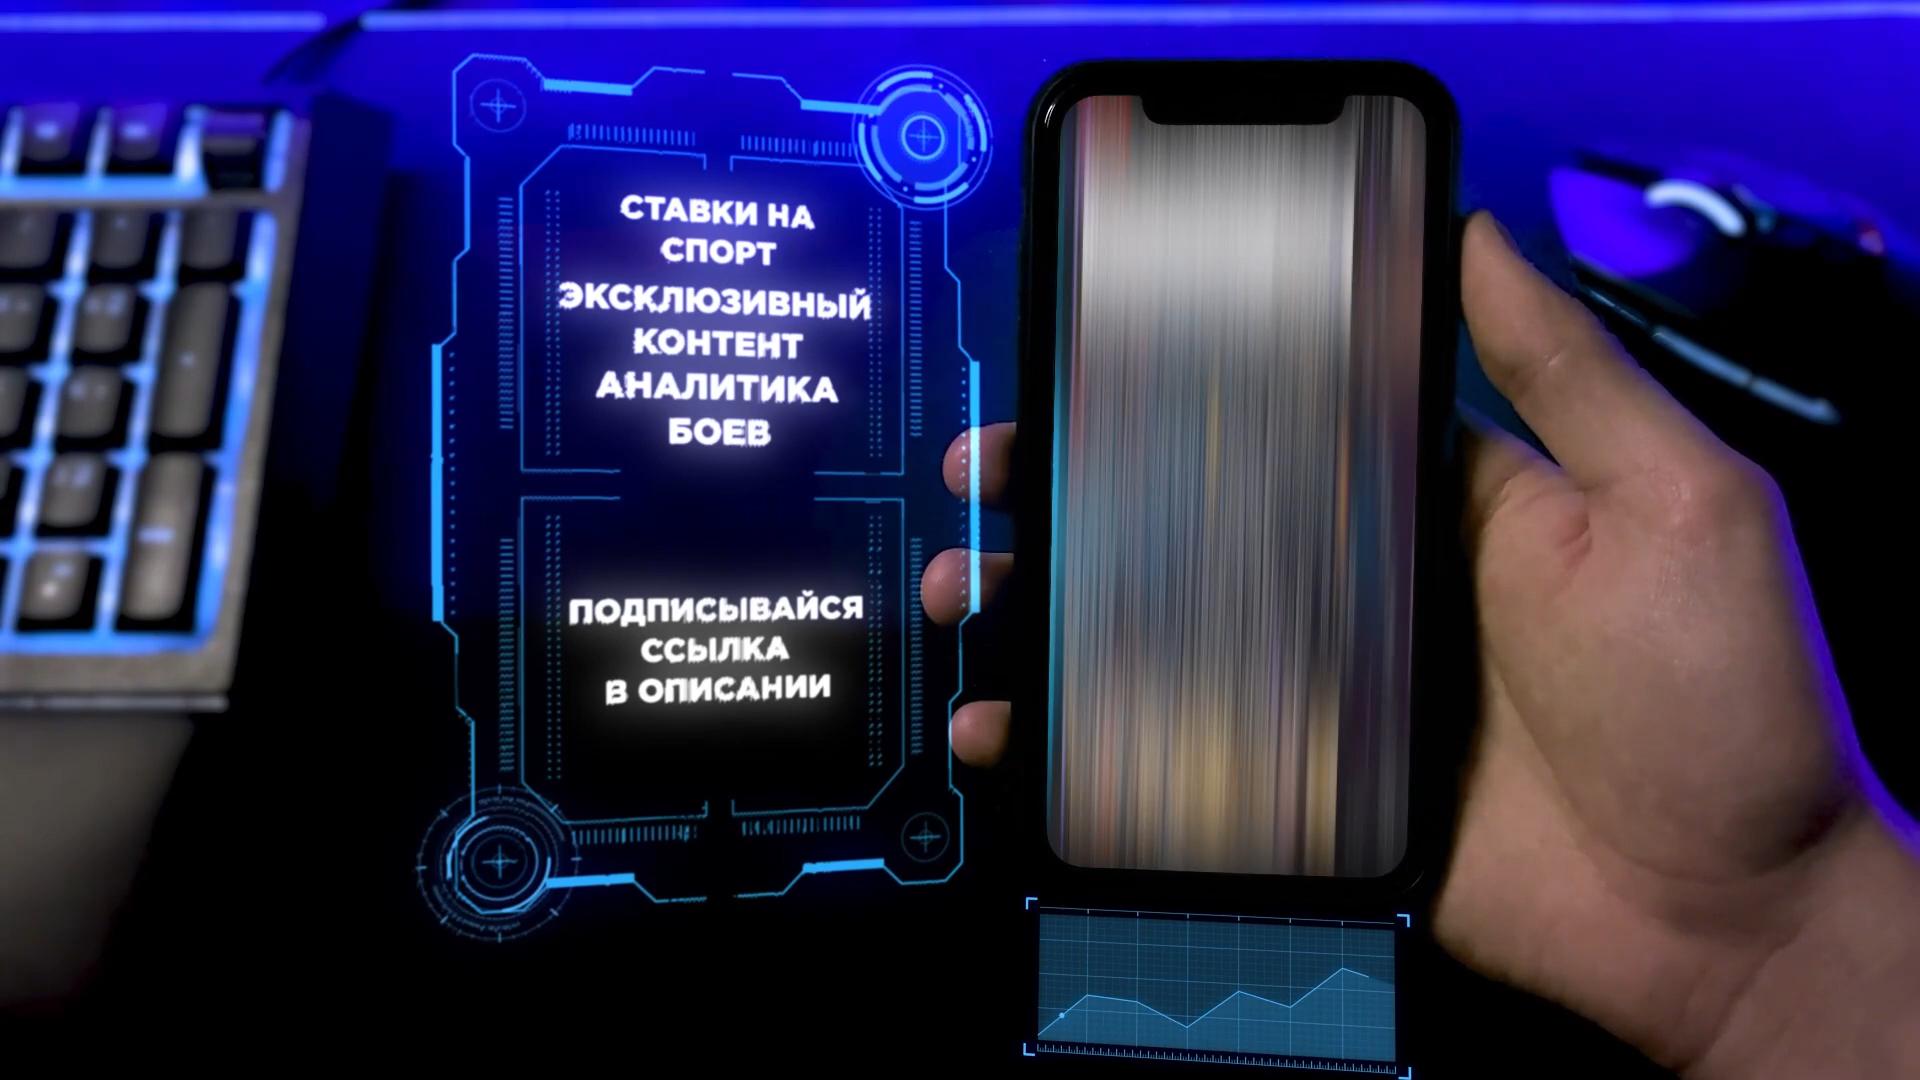 СТАВКИ НА
СПОРТ
ЭКСКЛЮЗИВНЫЙ
КОНТЕНТ
АНАЛИТИКА
БОЕВ
ПОДПИСЫВАЙСЯ
ССЫЛКА
В ОПИСАНИИ